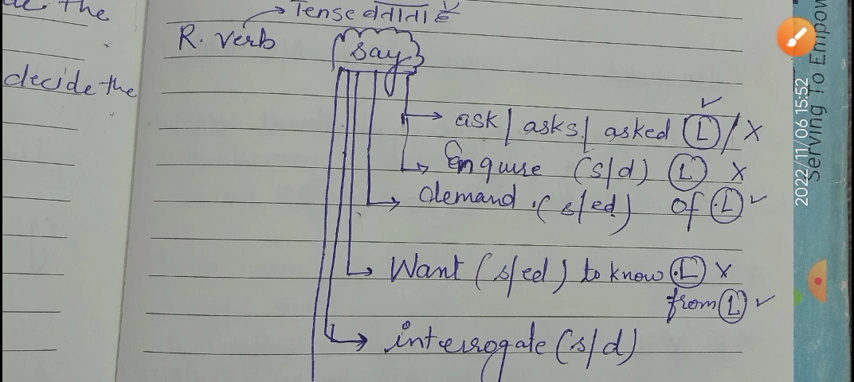 the
decide the
Tense बताता है
R. verb
Say
ask / asks / asked (L) / X
Enquire (s/d) (L) X
demand (s/ed) of (L) ✓
Want (s/ed) to know (L) X
from (L) ✓
interrogate (s/d)
2022/11/06 15:52
Serving To Empow